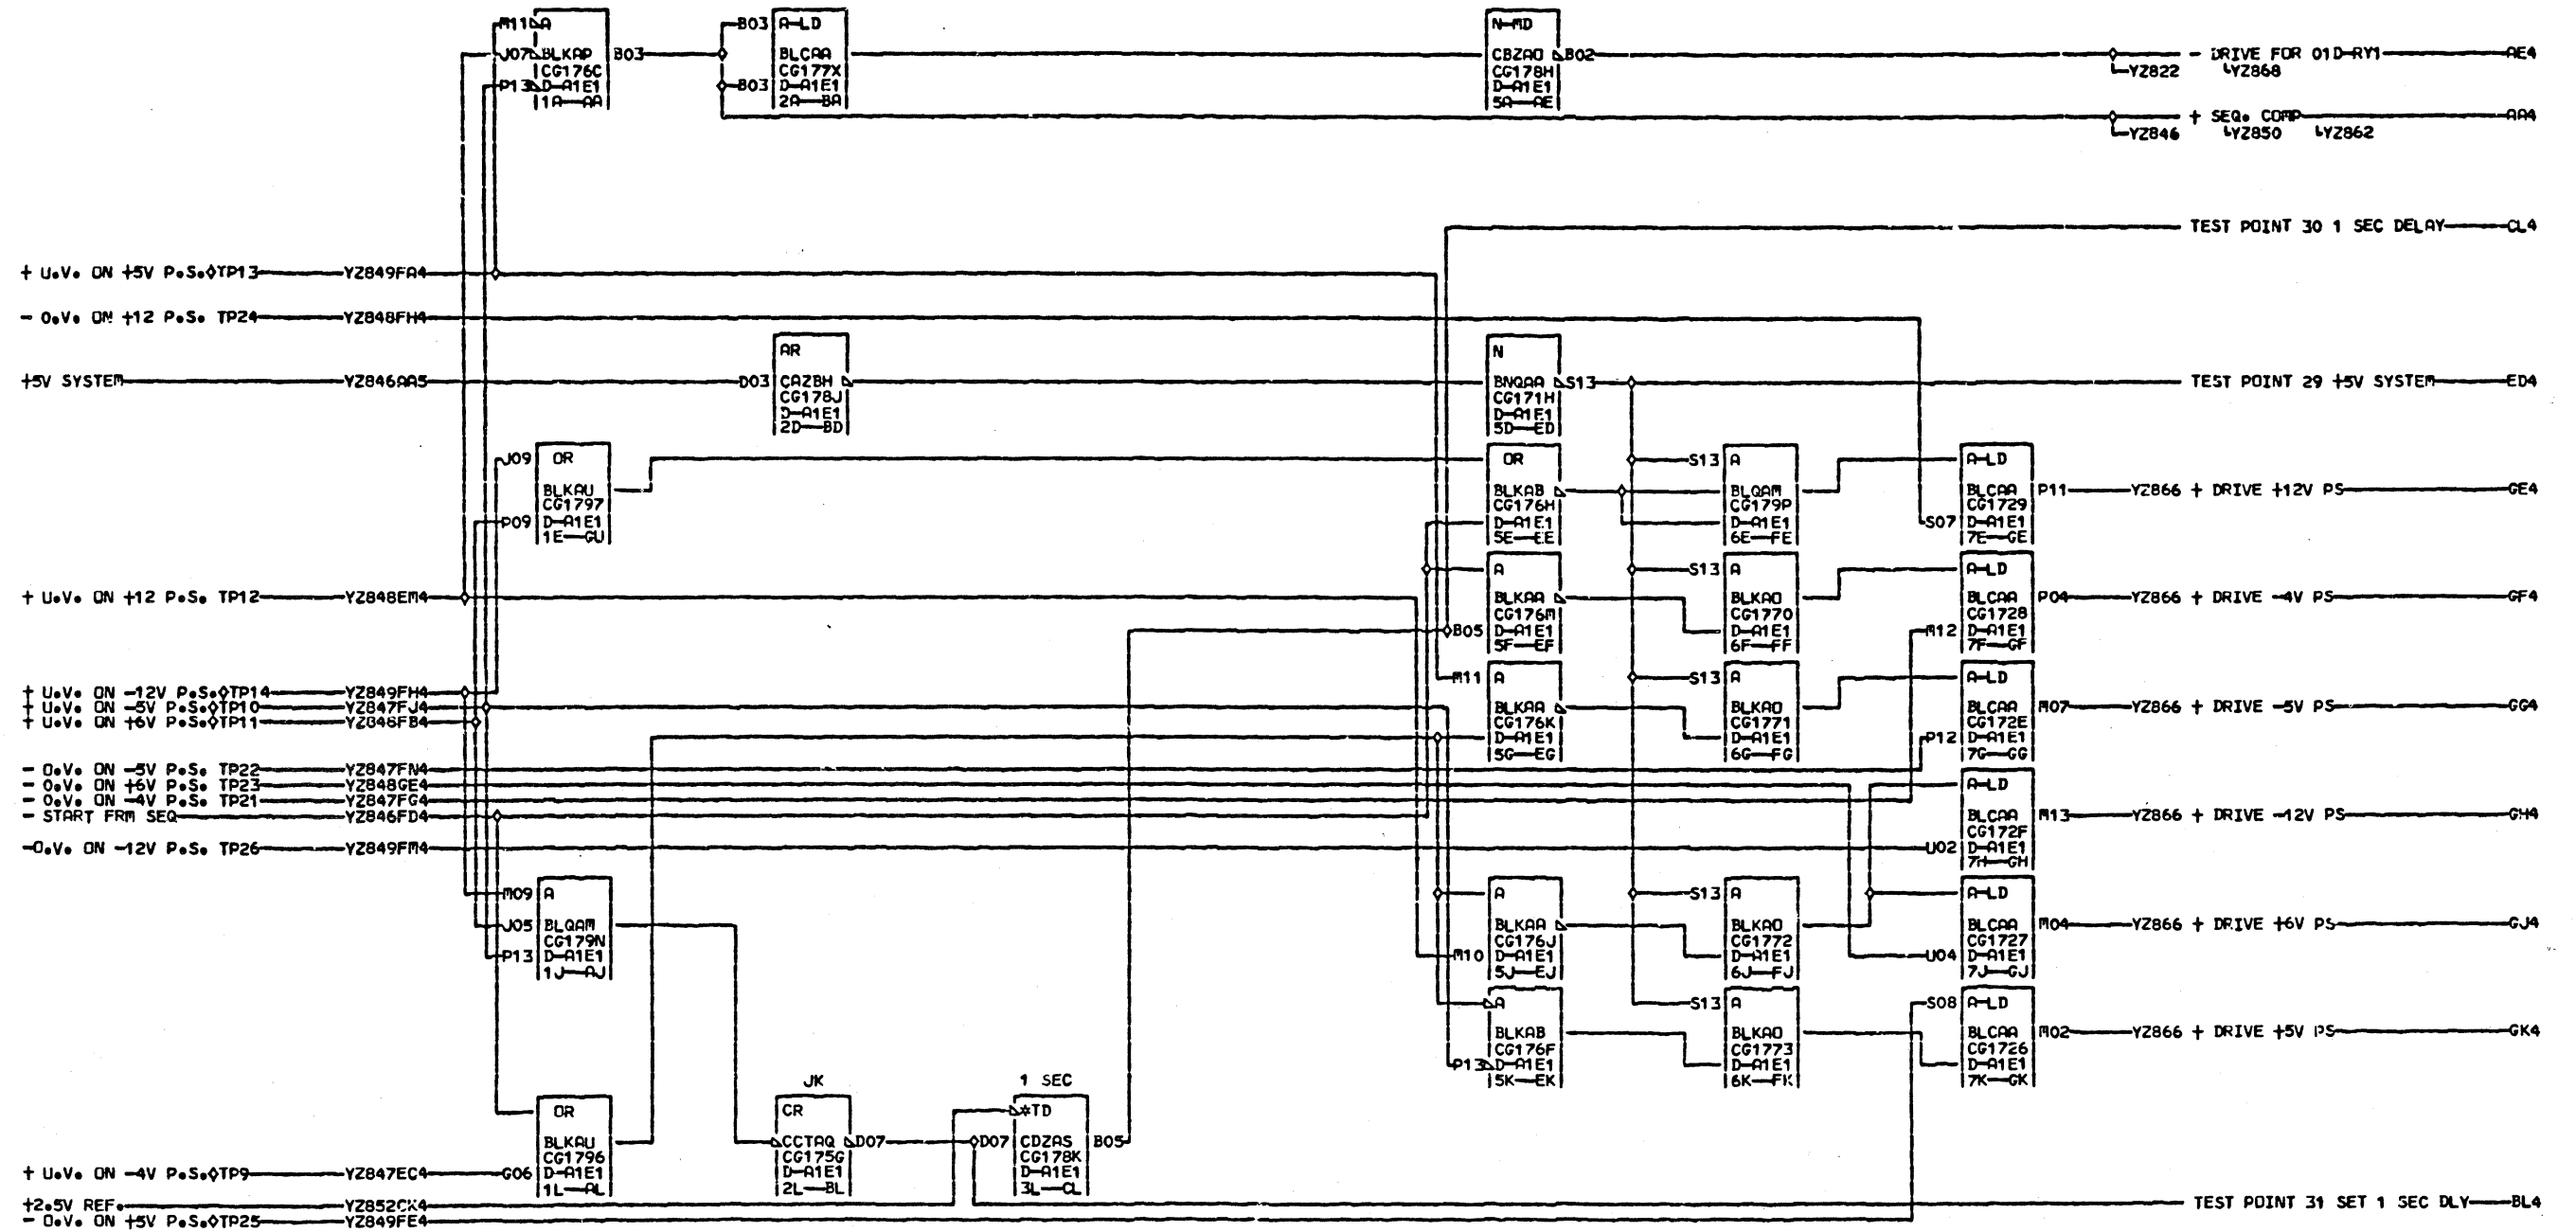 M11 A
J07 BLKAP B03
CG176C
P13 D-A1E1
1A—AA
B03 A-LD
BLCAA
CG177X
B03 D-A1E1
2A—BA
N-MD
CBZAO B02
CG178H
D-A1E1
5A—AE
- DRIVE FOR 01D-RY1 AE4
YZ822 YZ868
+ SEQ. COMP AA4
YZ846 YZ850 YZ862
TEST POINT 30 1 SEC DELAY CL4
+ U.V. ON +5V P.S.◊TP13 YZ849FA4
- O.V. ON +12 P.S. TP24 YZ848FH4
+5V SYSTEM YZ846AA5
AR
D03 CAZBH
CG178J
D-A1E1
2D—BD
N
BNQAA S13
CG171H
D-A1E1
5D—ED
TEST POINT 29 +5V SYSTEM ED4
J09 OR
BLKAU
CG1797
P09 D-A1E1
1E—GU
OR
BLKAB
CG176H
D-A1E1
5E—EE
S13 A
BLQAM
CG179P
D-A1E1
6E—FE
A-LD
BLCAA P11 YZ866 + DRIVE +12V PS GE4
CG1729
S07 D-A1E1
7E—GE
+ U.V. ON +12 P.S. TP12 YZ848EM4
A
BLKAA
CG176M
B05 D-A1E1
5F—EF
S13 A
BLKAO
CG1770
D-A1E1
6F—FF
A-LD
BLCAA P04 YZ866 + DRIVE -4V PS GF4
CG1728
M12 D-A1E1
7F—GF
+ U.V. ON -12V P.S.◊TP14 YZ849FH4
+ U.V. ON -5V P.S.◊TP10 YZ847FJ4
+ U.V. ON +6V P.S.◊TP11 YZ848FB4
M11 A
BLKAA
CG176K
D-A1E1
5G—EG
S13 A
BLKAO
CG1771
D-A1E1
6G—FG
A-LD
BLCAA M07 YZ866 + DRIVE -5V PS GG4
CG172E
P12 D-A1E1
7G—GG
- O.V. ON -5V P.S. TP22 YZ847FN4
- O.V. ON +6V P.S. TP23 YZ848GE4
- O.V. ON -4V P.S. TP21 YZ847FG4
- START FRM SEQ YZ846FD4
-O.V. ON -12V P.S. TP26 YZ849FM4
A-LD
BLCAA M13 YZ866 + DRIVE -12V PS GH4
CG172F
U02 D-A1E1
7H—GH
M09 A
J05 BLQAM
CG179N
P13 D-A1E1
1J—AJ
A
BLKAA
CG176J
M10 D-A1E1
5J—EJ
S13 A
BLKAO
CG1772
D-A1E1
6J—FJ
A-LD
BLCAA M04 YZ866 + DRIVE +6V PS GJ4
CG1727
U04 D-A1E1
7J—GJ
A
BLKAB
CG176F
P13 D-A1E1
5K—EK
S13 A
BLKAO
CG1773
D-A1E1
6K—FK
S08 A-LD
BLCAA M02 YZ866 + DRIVE +5V PS GK4
CG1726
D-A1E1
7K—GK
OR
BLKAU
CG1796
G06 D-A1E1
1L—AL
JK
CR
CCTAQ D07
CG175G
D-A1E1
2L—BL
1 SEC
*TD
D07 CDZAS B05
CG178K
D-A1E1
3L—CL
+ U.V. ON -4V P.S.◊TP9 YZ847EC4
+2.5V REF. YZ852CK4
- O.V. ON +5V P.S.◊TP25 YZ849FE4
TEST POINT 31 SET 1 SEC DLY BL4